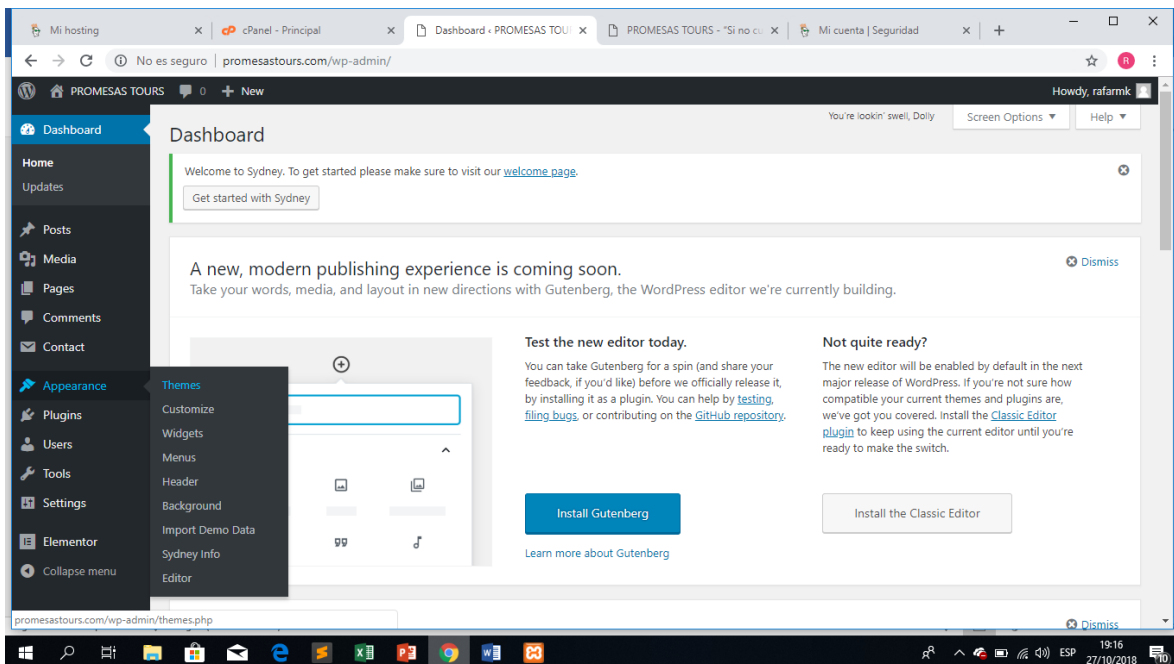 Mi hosting
cPanel - Principal
Dashboard ‹ PROMESAS TOU
PROMESAS TOURS - "Si no cu
Mi cuenta | Seguridad
No es seguro | promesastours.com/wp-admin/
R
PROMESAS TOURS 0 + New
Howdy, rafarmk
Dashboard
Home
Updates
Posts
Media
Pages
Comments
Contact
Appearance
Plugins
Users
Tools
Settings
Elementor
Collapse menu
Themes
Customize
Widgets
Menus
Header
Background
Import Demo Data
Sydney Info
Editor
You're lookin' swell, Dolly
Screen Options
Help
Dashboard
Welcome to Sydney. To get started please make sure to visit our welcome page.
Get started with Sydney
Dismiss
A new, modern publishing experience is coming soon.
Take your words, media, and layout in new directions with Gutenberg, the WordPress editor we're currently building.
Test the new editor today.
You can take Gutenberg for a spin (and share your
feedback, if you'd like) before we officially release it,
by installing it as a plugin. You can help by testing,
filing bugs, or contributing on the GitHub repository.
Install Gutenberg
Learn more about Gutenberg
Not quite ready?
The new editor will be enabled by default in the next
major release of WordPress. If you're not sure how
compatible your current themes and plugins are,
we've got you covered. Install the Classic Editor
plugin to keep using the current editor until you're
ready to make the switch.
Install the Classic Editor
Dismiss
promesastours.com/wp-admin/themes.php
ESP
19:16
27/10/2018
10